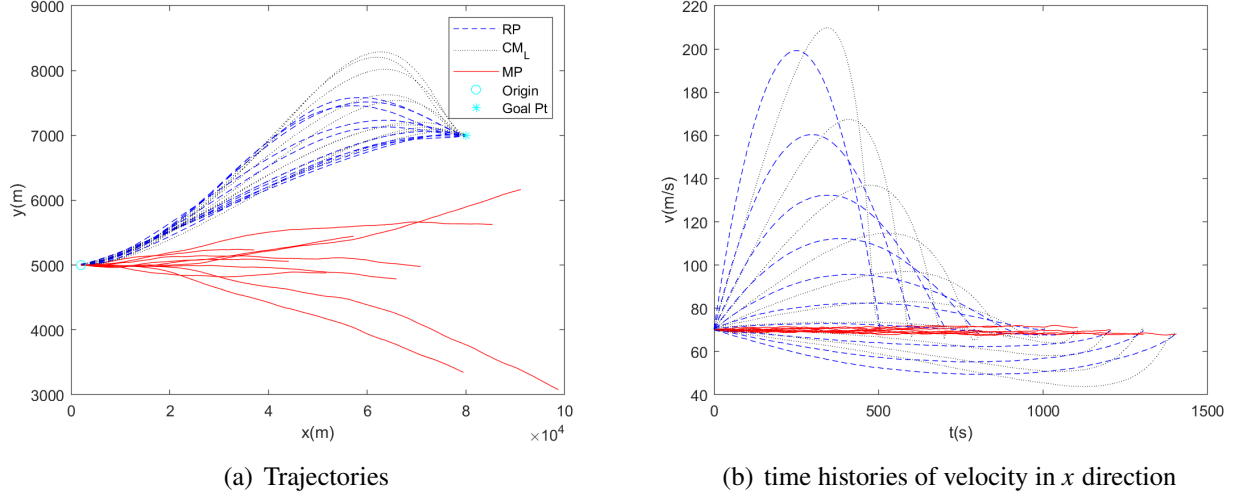 9000
8000
7000
6000
5000
4000
3000
y(m)
0
2
4
6
8
10
x(m)
×10⁴
RP
CM_L
MP
Origin
Goal Pt
220
200
180
160
140
120
100
80
60
40
v(m/s)
0
500
1000
1500
t(s)
(a) Trajectories
(b) time histories of velocity in x direction